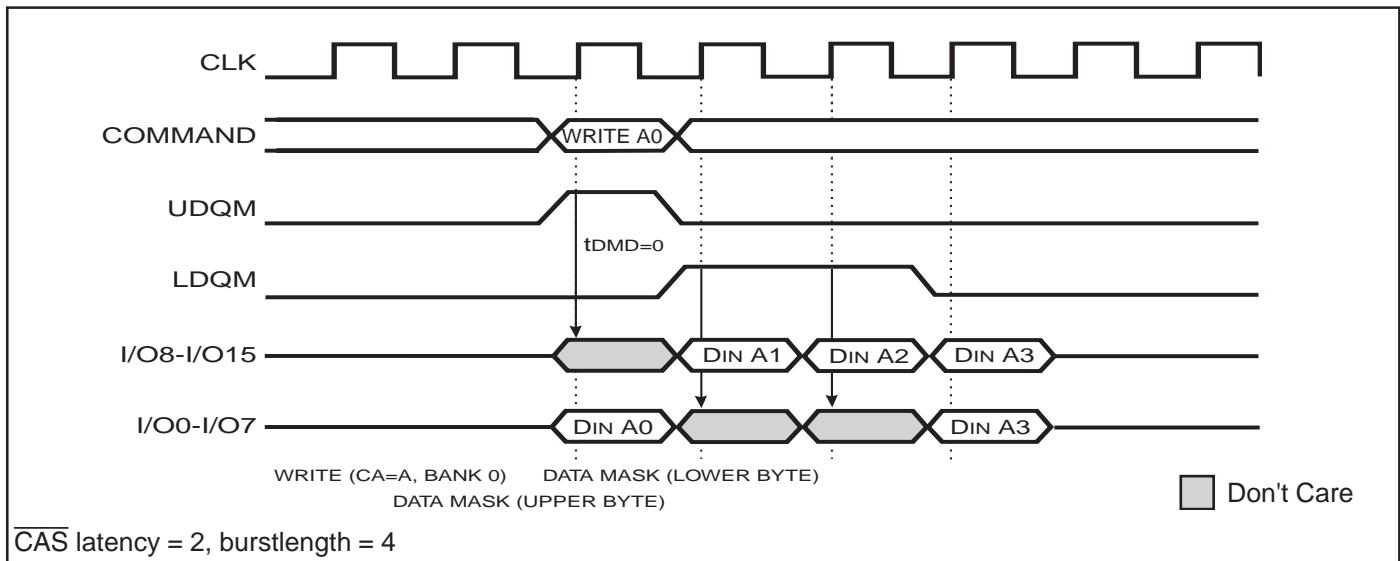 CLK
COMMAND
WRITE A0
UDQM
tDMD=0
LDQM
I/O8-I/O15
DIN A1
DIN A2
DIN A3
I/O0-I/O7
DIN A0
DIN A3
WRITE (CA=A, BANK 0) DATA MASK (LOWER BYTE)
DATA MASK (UPPER BYTE)
Don't Care
CAS latency = 2, burstlength = 4